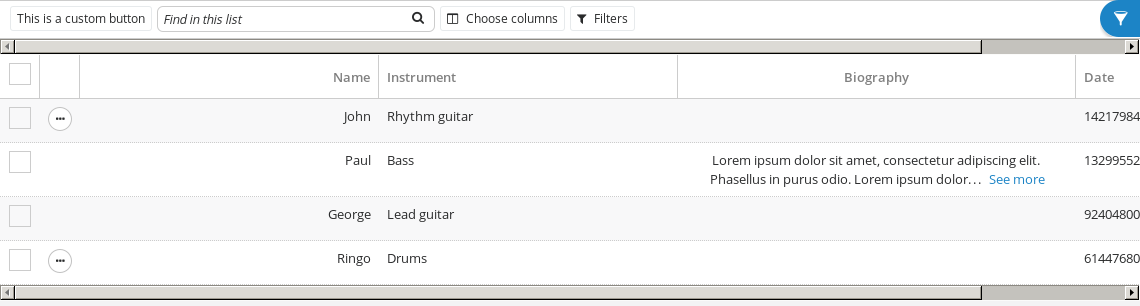 This is a custom button Find in this list Choose columns Filters
Name Instrument Biography Date
John Rhythm guitar 14217984
Paul Bass Lorem ipsum dolor sit amet, consectetur adipiscing elit. 13299552
Phasellus in purus odio. Lorem ipsum dolor... See more
George Lead guitar 92404800
Ringo Drums 61447680